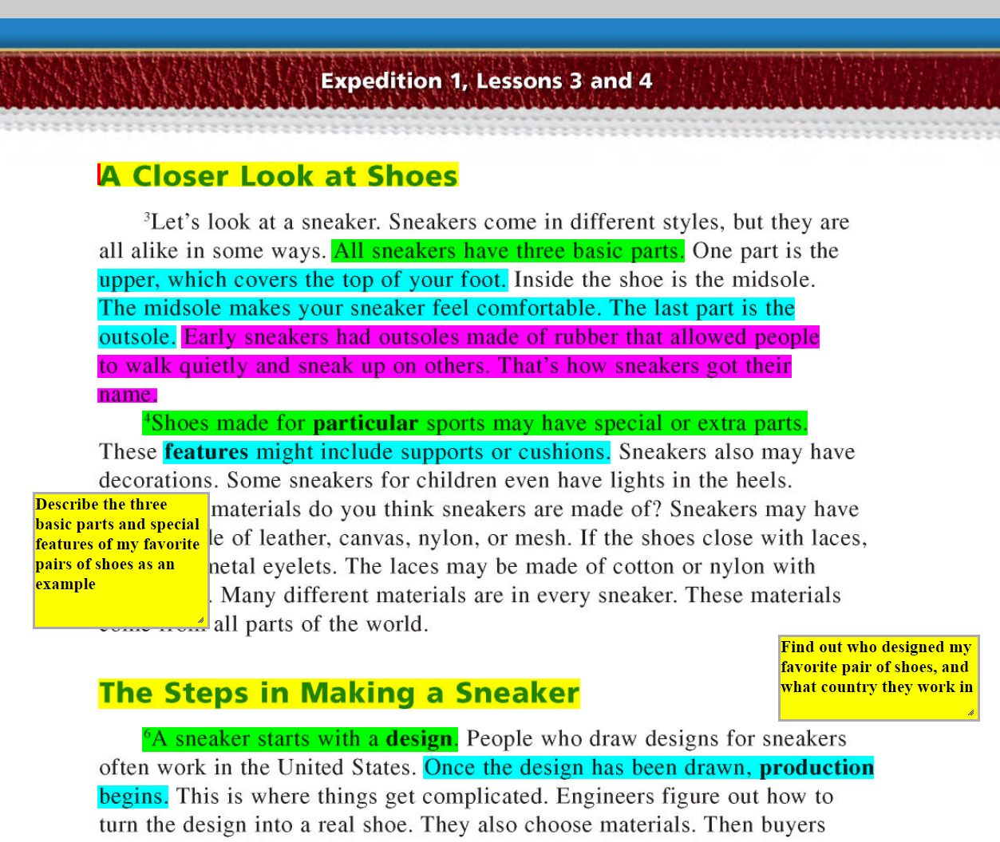 Expedition 1, Lessons 3 and 4
A Closer Look at Shoes
³Let’s look at a sneaker. Sneakers come in different styles, but they are
all alike in some ways. All sneakers have three basic parts. One part is the
upper, which covers the top of your foot. Inside the shoe is the midsole.
The midsole makes your sneaker feel comfortable. The last part is the
outsole. Early sneakers had outsoles made of rubber that allowed people
to walk quietly and sneak up on others. That’s how sneakers got their
name.
⁴Shoes made for particular sports may have special or extra parts.
These features might include supports or cushions. Sneakers also may have
decorations. Some sneakers for children even have lights in the heels.
materials do you think sneakers are made of? Sneakers may have
of leather, canvas, nylon, or mesh. If the shoes close with laces,
metal eyelets. The laces may be made of cotton or nylon with
. Many different materials are in every sneaker. These materials
all parts of the world.
Describe the three
basic parts and special
features of my favorite
pairs of shoes as an
example
Find out who designed my
favorite pair of shoes, and
what country they work in
The Steps in Making a Sneaker
⁶A sneaker starts with a design. People who draw designs for sneakers
often work in the United States. Once the design has been drawn, production
begins. This is where things get complicated. Engineers figure out how to
turn the design into a real shoe. They also choose materials. Then buyers